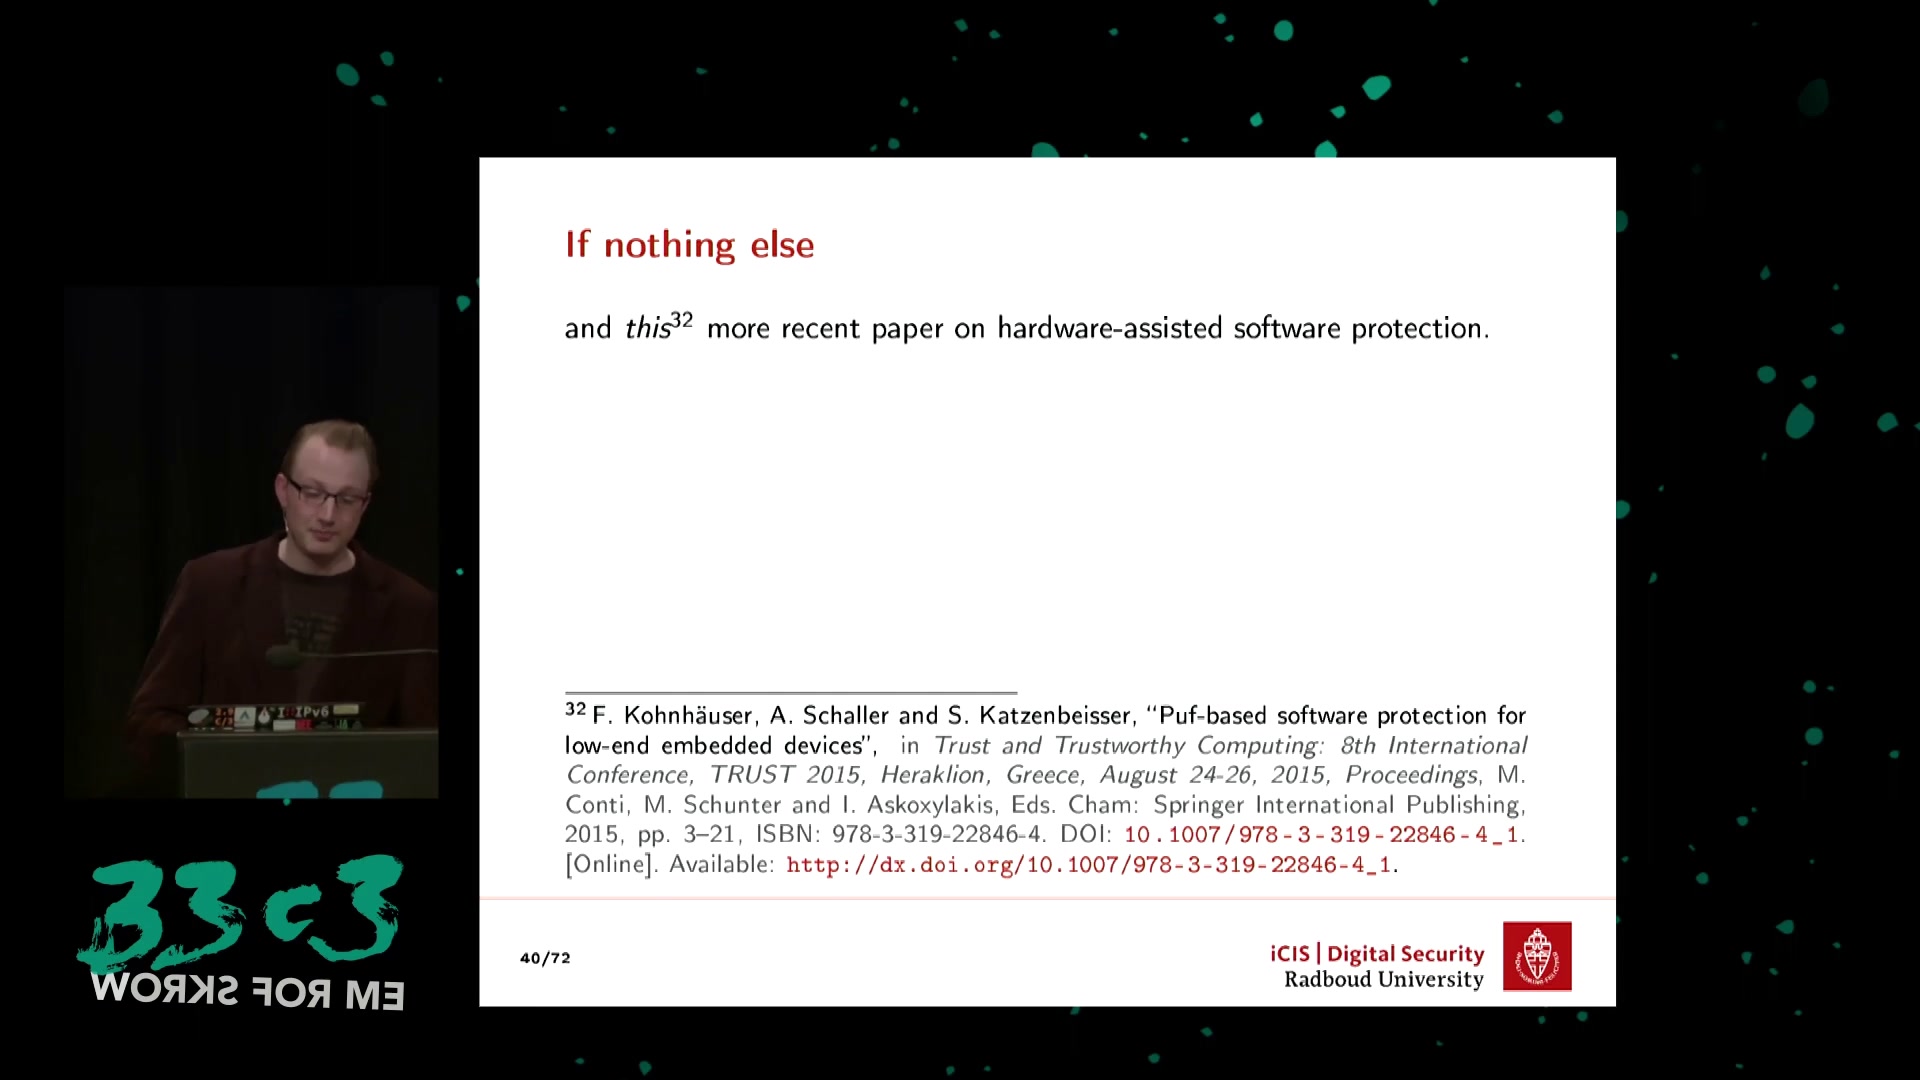 If nothing else
and this32 more recent paper on hardware-assisted software protection.
32 F. Kohnhäuser, A. Schaller and S. Katzenbeisser, “Puf-based software protection for
low-end embedded devices”, in Trust and Trustworthy Computing: 8th International
Conference, TRUST 2015, Heraklion, Greece, August 24-26, 2015, Proceedings, M.
Conti, M. Schunter and I. Askoxylakis, Eds. Cham: Springer International Publishing,
2015, pp. 3–21, ISBN: 978-3-319-22846-4. DOI: 10.1007/978-3-319-22846-4_1.
[Online]. Available: http://dx.doi.org/10.1007/978-3-319-22846-4_1.
40/72
iCIS | Digital Security
Radboud University
IPv6
33c3
WORKS FOR ME